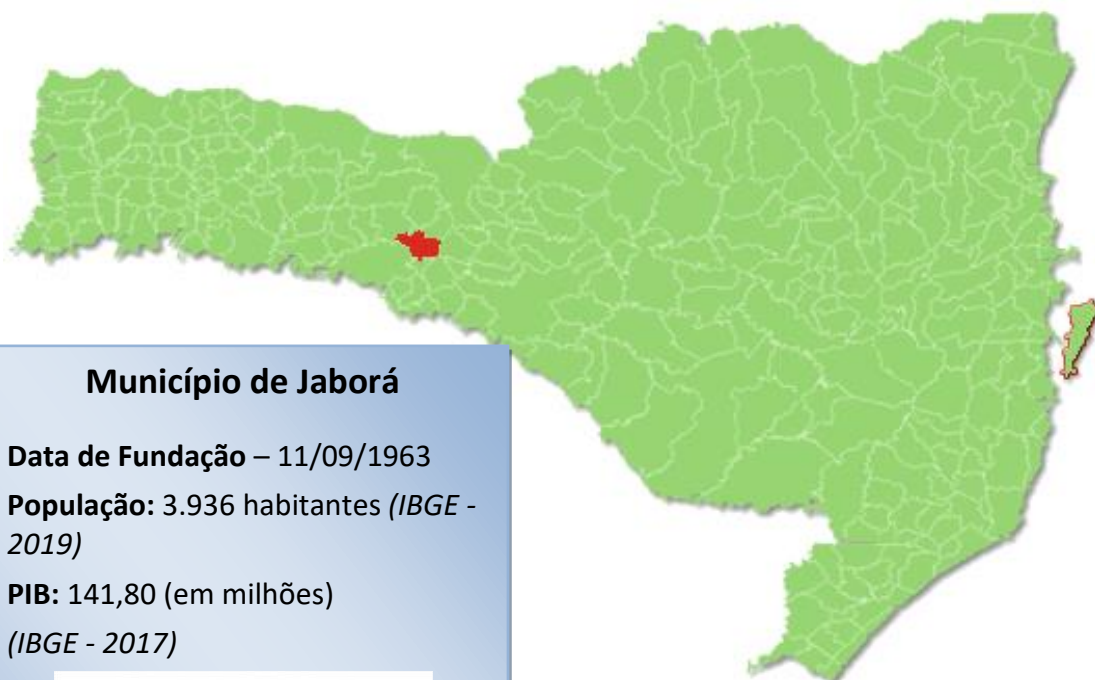 Município de Jaborá
Data de Fundação – 11/09/1963
População: 3.936 habitantes (IBGE -
2019)
PIB: 141,80 (em milhões)
(IBGE - 2017)